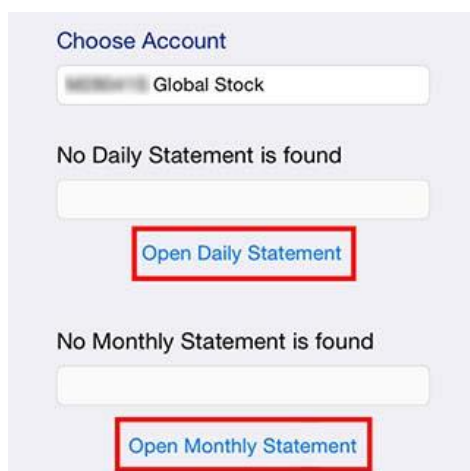 Choose Account
Global Stock
No Daily Statement is found
Open Daily Statement
No Monthly Statement is found
Open Monthly Statement